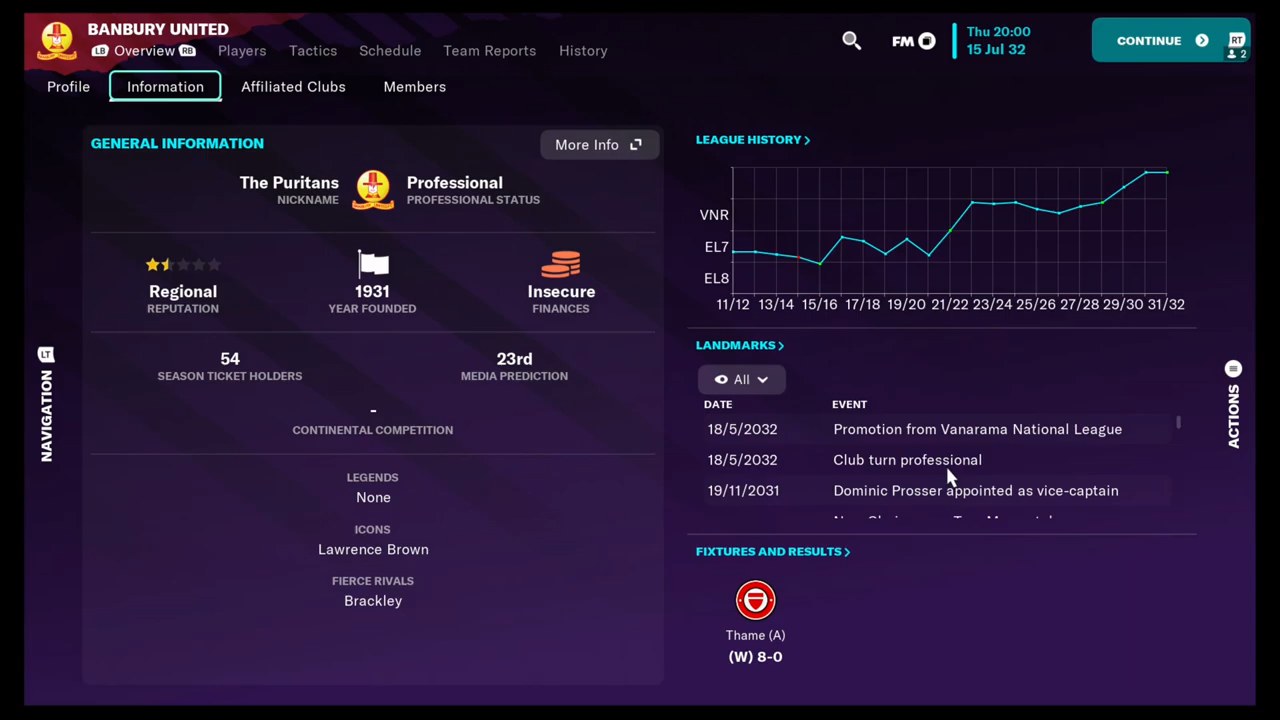 BANBURY UNITED
LB Overview RB Players Tactics Schedule Team Reports History
FM
Thu 20:00
15 Jul 32
CONTINUE
RT
2
Profile Information Affiliated Clubs Members
GENERAL INFORMATION
More Info
The Puritans
NICKNAME
Professional
PROFESSIONAL STATUS
Regional
REPUTATION
1931
YEAR FOUNDED
Insecure
FINANCES
54
SEASON TICKET HOLDERS
23rd
MEDIA PREDICTION
-
CONTINENTAL COMPETITION
LEGENDS
None
ICONS
Lawrence Brown
FIERCE RIVALS
Brackley
LT
NAVIGATION
LEAGUE HISTORY
VNR
EL7
EL8
11/12 13/14 15/16 17/18 19/20 21/22 23/24 25/26 27/28 29/30 31/32
LANDMARKS
All
DATE EVENT
18/5/2032 Promotion from Vanarama National League
18/5/2032 Club turn professional
19/11/2031 Dominic Prosser appointed as vice-captain
FIXTURES AND RESULTS
Thame (A)
(W) 8-0
ACTIONS